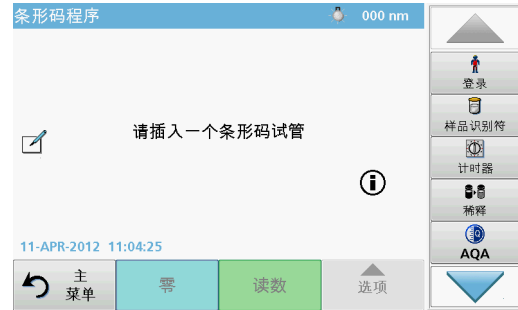 条形码程序
000 nm
请插入一个条形码试管
11-APR-2012 11:04:25
主
菜单
零
读数
选项
登录
样品识别符
计时器
稀释
AQA